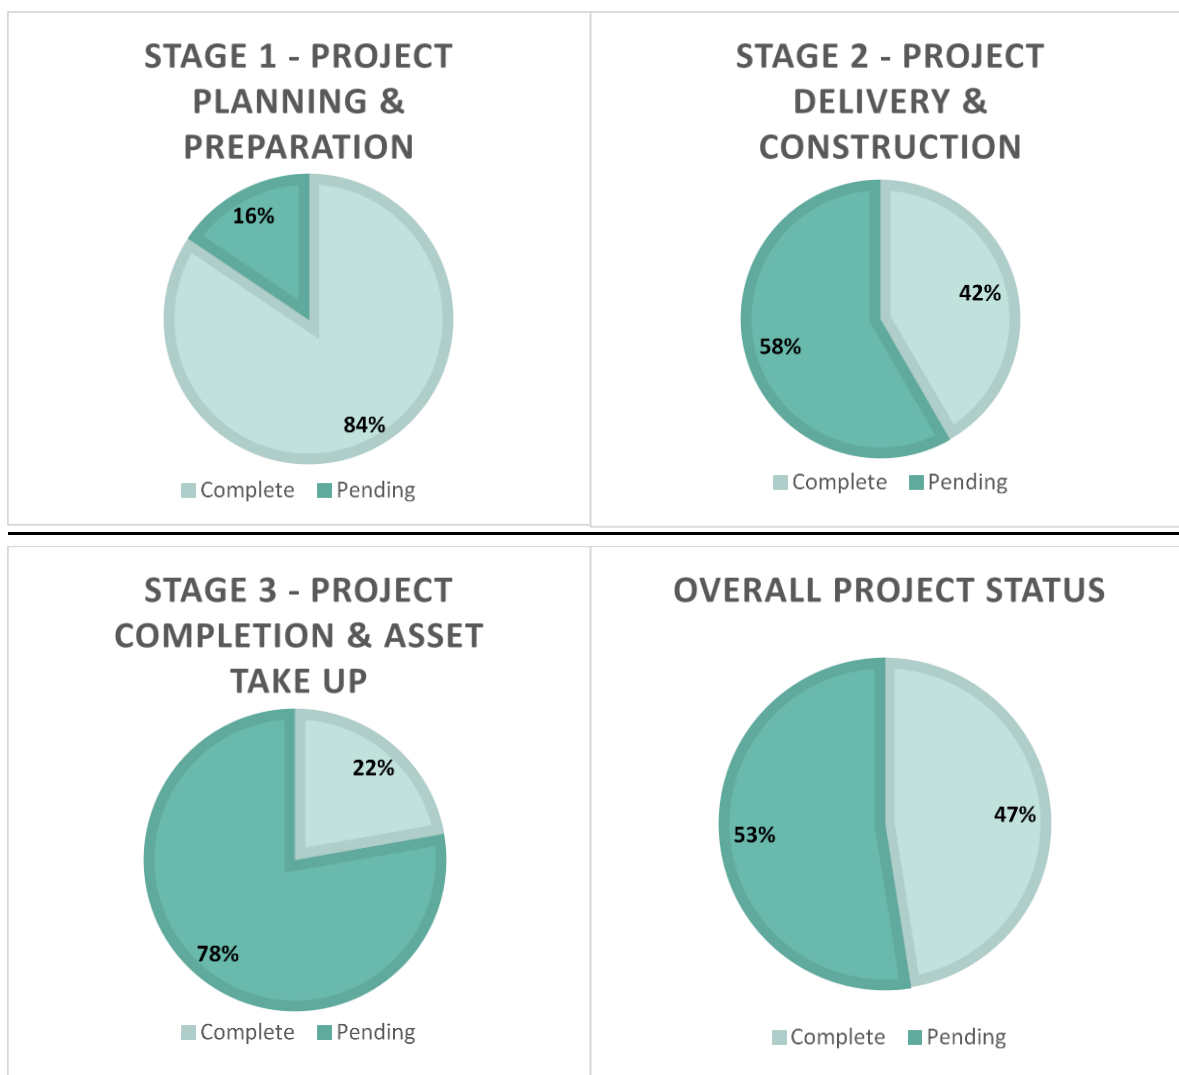 STAGE 1 - PROJECT
PLANNING &
PREPARATION
16%
84%
Complete Pending
STAGE 2 - PROJECT
DELIVERY &
CONSTRUCTION
42%
58%
Complete Pending
STAGE 3 - PROJECT
COMPLETION & ASSET
TAKE UP
22%
78%
Complete Pending
OVERALL PROJECT STATUS
47%
53%
Complete Pending